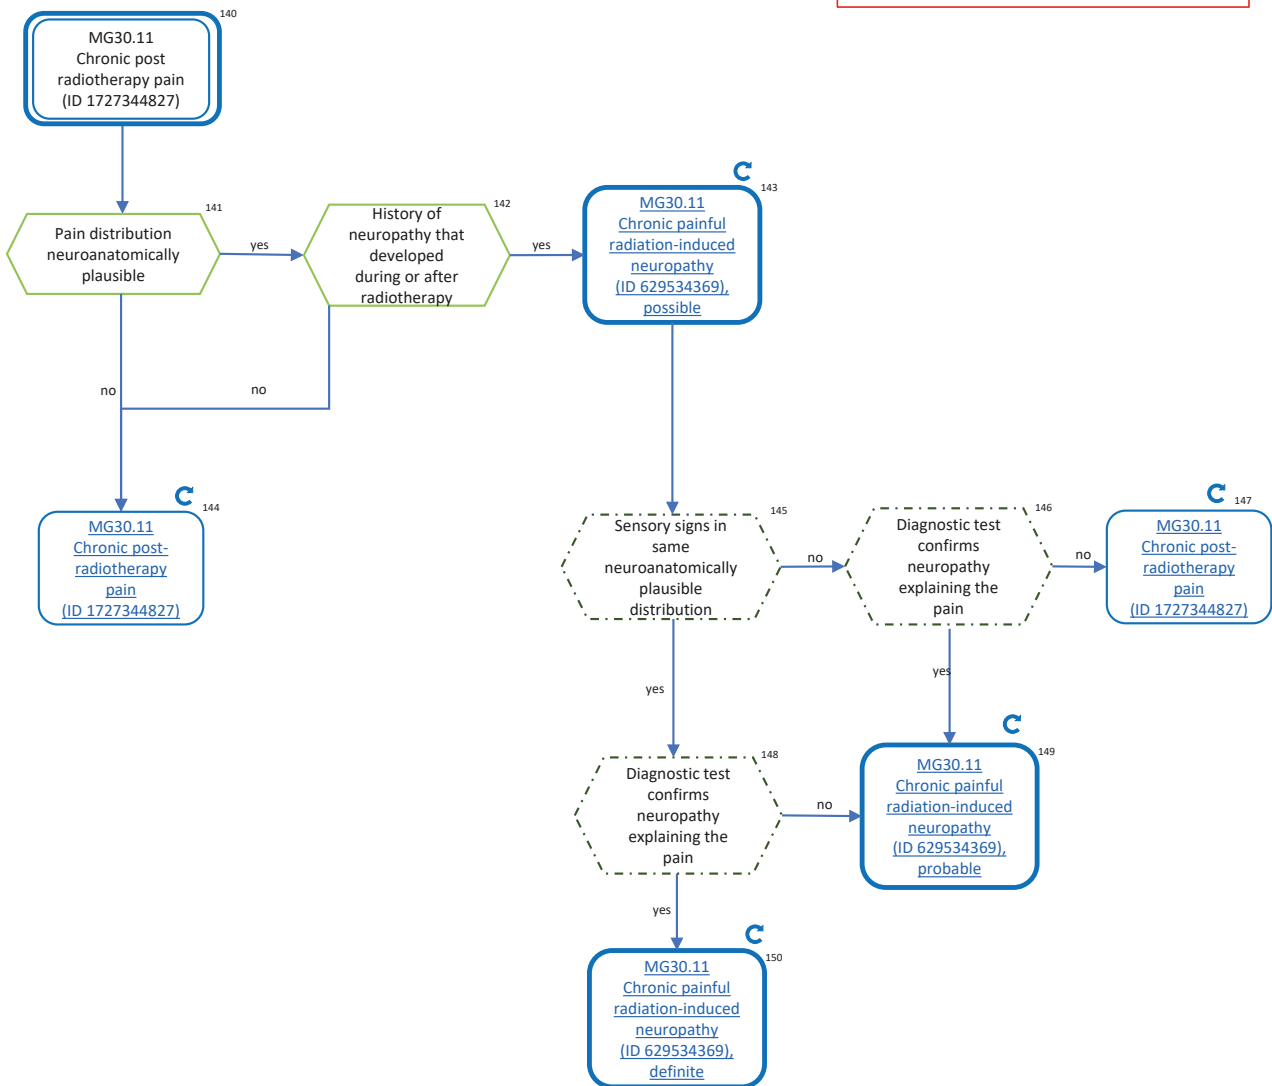 140
MG30.11
Chronic post
radiotherapy pain
(ID 1727344827)
141
Pain distribution
neuroanatomically
plausible
yes
142
History of
neuropathy that
developed
during or after
radiotherapy
yes
143
MG30.11
Chronic painful
radiation-induced
neuropathy
(ID 629534369),
possible
no
no
144
MG30.11
Chronic post-
radiotherapy
pain
(ID 1727344827)
145
Sensory signs in
same
neuroanatomically
plausible
distribution
no
146
Diagnostic test
confirms
neuropathy
explaining the
pain
no
147
MG30.11
Chronic post-
radiotherapy
pain
(ID 1727344827)
yes
yes
148
Diagnostic test
confirms
neuropathy
explaining the
pain
no
149
MG30.11
Chronic painful
radiation-induced
neuropathy
(ID 629534369),
probable
yes
150
MG30.11
Chronic painful
radiation-induced
neuropathy
(ID 629534369),
definite